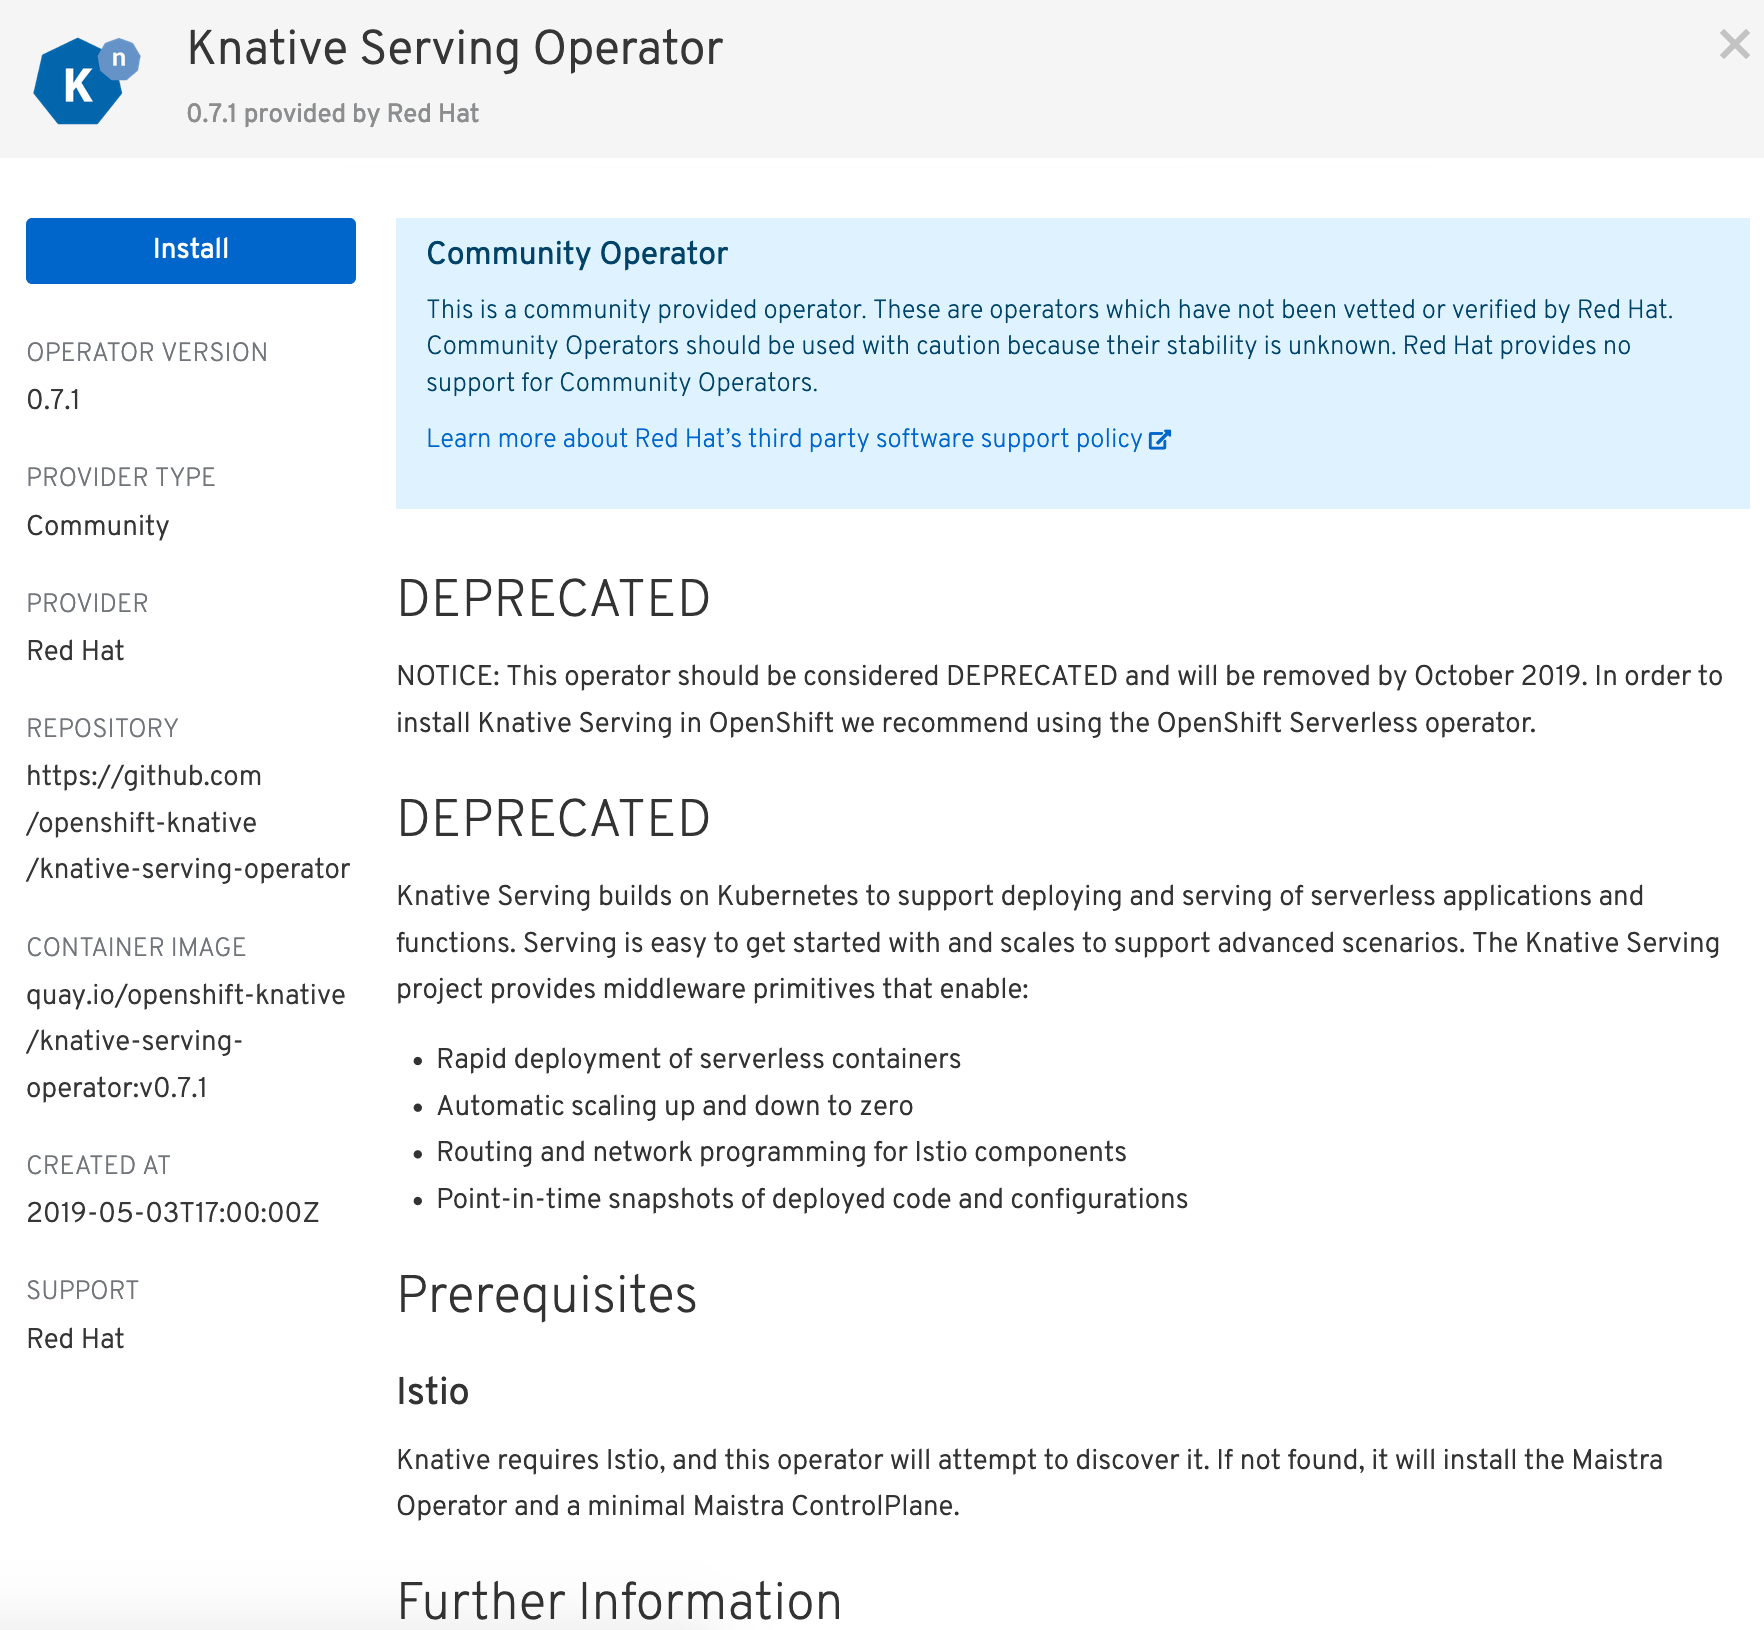 K n
Knative Serving Operator
0.7.1 provided by Red Hat
Install
OPERATOR VERSION
0.7.1
PROVIDER TYPE
Community
PROVIDER
Red Hat
REPOSITORY
https://github.com
/openshift-knative
/knative-serving-operator
CONTAINER IMAGE
quay.io/openshift-knative
/knative-serving-
operator:v0.7.1
CREATED AT
2019-05-03T17:00:00Z
SUPPORT
Red Hat
Community Operator
This is a community provided operator. These are operators which have not been vetted or verified by Red Hat.
Community Operators should be used with caution because their stability is unknown. Red Hat provides no
support for Community Operators.
Learn more about Red Hat’s third party software support policy
DEPRECATED
NOTICE: This operator should be considered DEPRECATED and will be removed by October 2019. In order to
install Knative Serving in OpenShift we recommend using the OpenShift Serverless operator.
DEPRECATED
Knative Serving builds on Kubernetes to support deploying and serving of serverless applications and
functions. Serving is easy to get started with and scales to support advanced scenarios. The Knative Serving
project provides middleware primitives that enable:
• Rapid deployment of serverless containers
• Automatic scaling up and down to zero
• Routing and network programming for Istio components
• Point-in-time snapshots of deployed code and configurations
Prerequisites
Istio
Knative requires Istio, and this operator will attempt to discover it. If not found, it will install the Maistra
Operator and a minimal Maistra ControlPlane.
Further Information